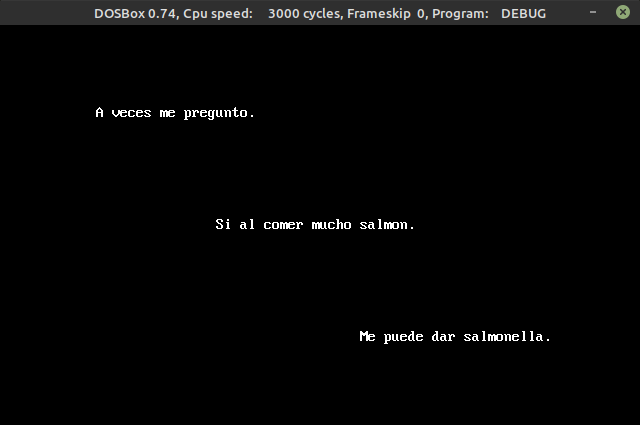 DOSBox 0.74, Cpu speed: 3000 cycles, Frameskip 0, Program: DEBUG
A veces me pregunto.
Si al comer mucho salmon.
Me puede dar salmonella.